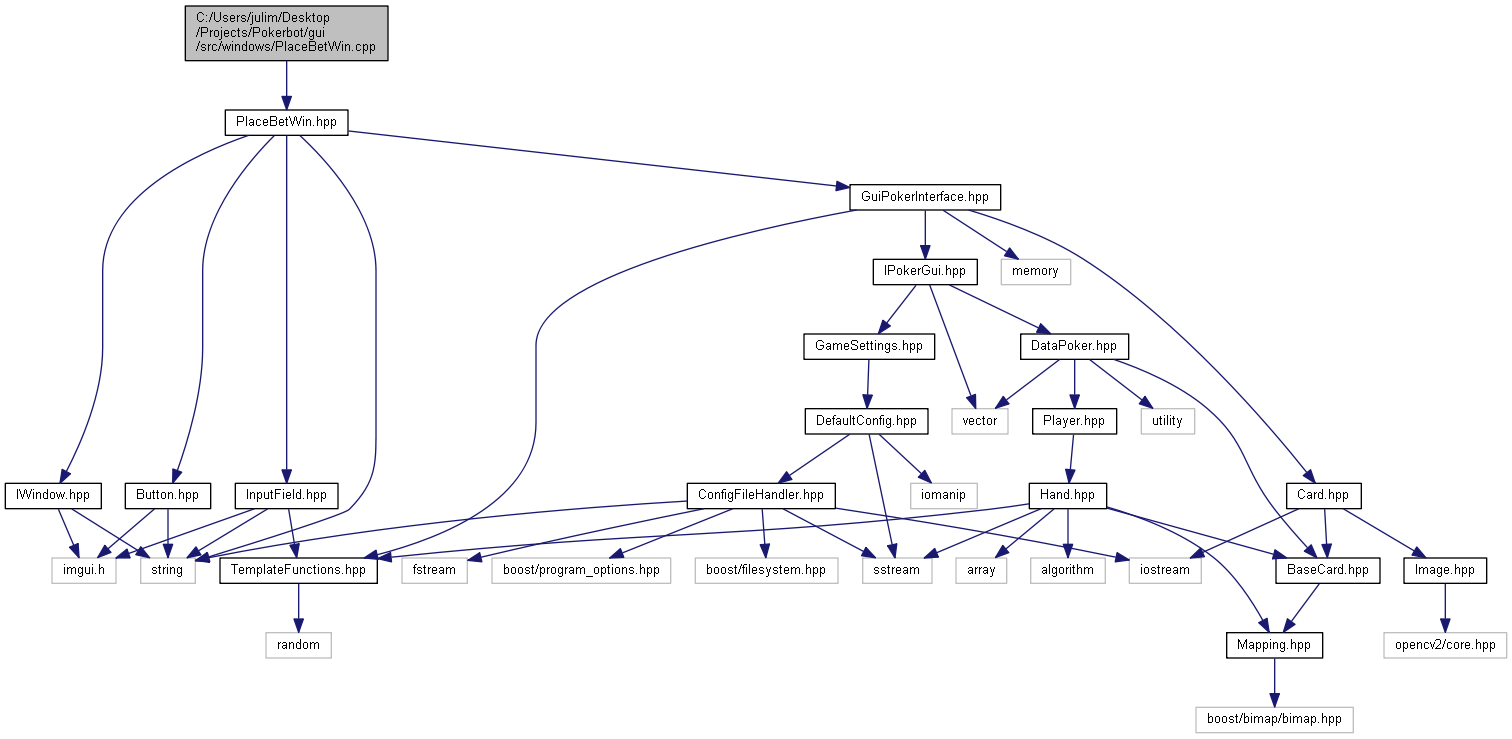 C:/Users/julim/Desktop
/Projects/Pokerbot/gui
/src/windows/PlaceBetWin.cpp
PlaceBetWin.hpp
GuiPokerInterface.hpp
IPokerGui.hpp
memory
GameSettings.hpp
DataPoker.hpp
DefaultConfig.hpp
vector
Player.hpp
utility
IWindow.hpp
Button.hpp
InputField.hpp
ConfigFileHandler.hpp
iomanip
Hand.hpp
Card.hpp
imgui.h
string
TemplateFunctions.hpp
fstream
boost/program_options.hpp
boost/filesystem.hpp
sstream
array
algorithm
iostream
BaseCard.hpp
Image.hpp
random
Mapping.hpp
opencv2/core.hpp
boost/bimap/bimap.hpp